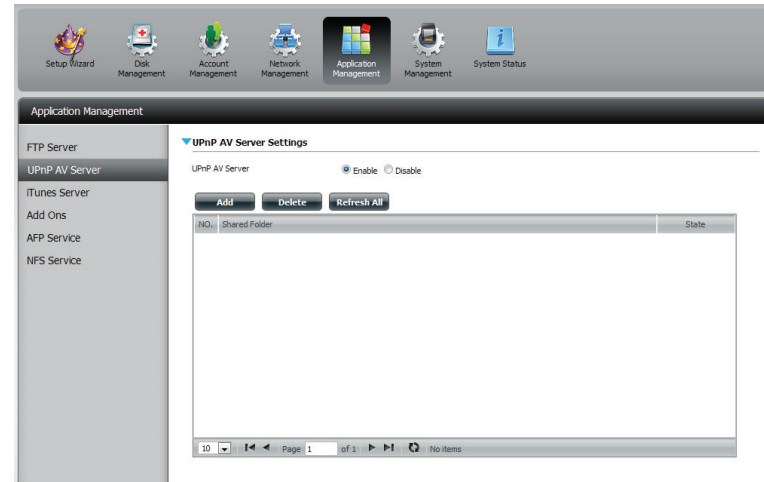 Setup Wizard
Disk Management
Account Management
Network Management
Application Management
System Management
System Status
Application Management
FTP Server
UPnP AV Server
iTunes Server
Add Ons
AFP Service
NFS Service
UPnP AV Server Settings
UPnP AV Server Enable Disable
Add Delete Refresh All
NO. Shared Folder State
10 Page 1 of 1 No items